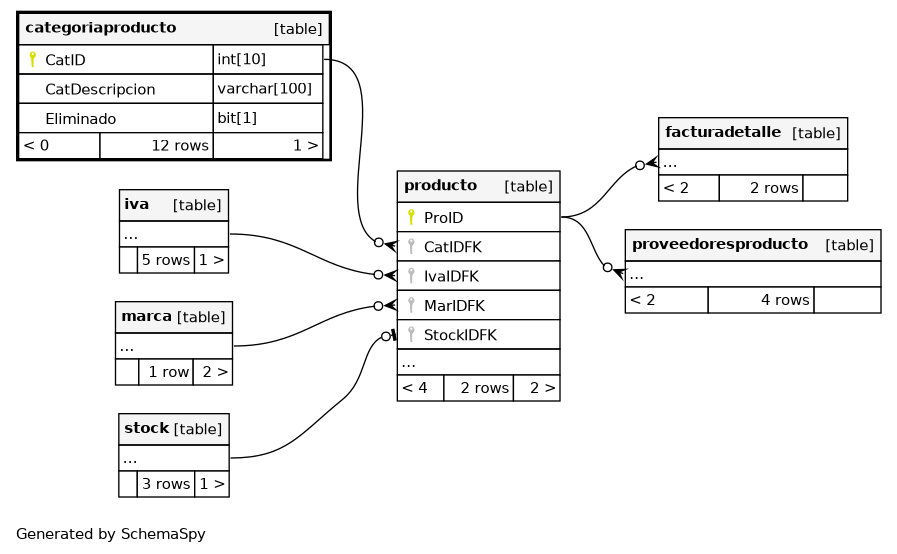 categoriaproducto [table]
CatID int[10]
CatDescripcion varchar[100]
Eliminado bit[1]
< 0 12 rows 1 >
iva [table]
...
5 rows 1 >
marca [table]
...
1 row 2 >
stock [table]
...
3 rows 1 >
producto [table]
ProID
CatIDFK
IvaIDFK
MarIDFK
StockIDFK
...
< 4 2 rows 2 >
facturadetalle [table]
...
< 2 2 rows
proveedoresproducto [table]
...
< 2 4 rows
Generated by SchemaSpy